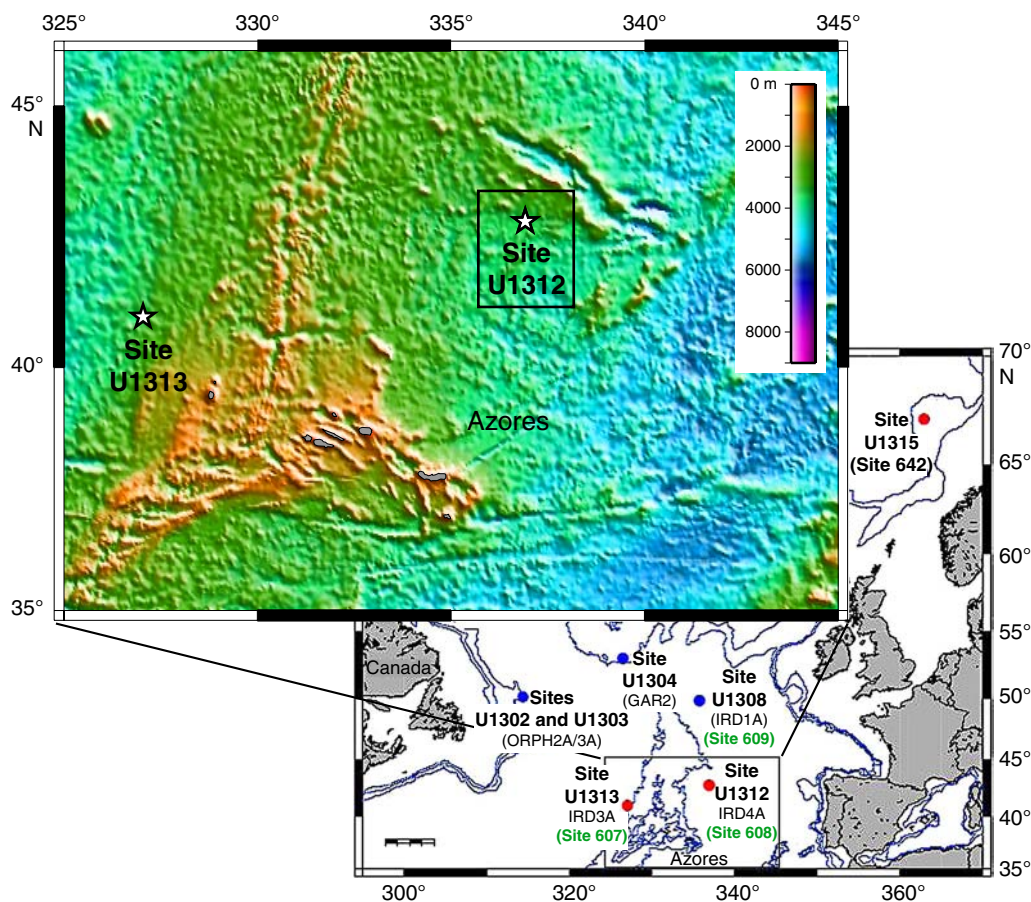 325°
330°
335°
340°
345°
45°
N
40°
35°
0 m
2000
4000
6000
8000
Site
U1312
Site
U1313
Azores
70°
N
65°
60°
55°
50°
45°
40°
35°
Site
U1315
(Site 642)
Canada
Site
U1304
(GAR2)
Site
U1308
(IRD1A)
(Site 609)
Sites
U1302 and U1303
(ORPH2A/3A)
Site
U1313
IRD3A
(Site 607)
Site
U1312
IRD4A
(Site 608)
Azores
300°
320°
340°
360°